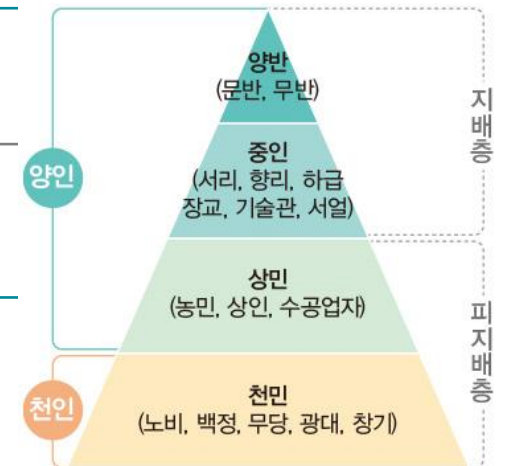 양반
(문반, 무반)
중인
(서리, 향리, 하급
장교, 기술관, 서얼)
상민
(농민, 상인, 수공업자)
천민
(노비, 백정, 무당, 광대, 창기)
양인
천인
지배층
피지배층